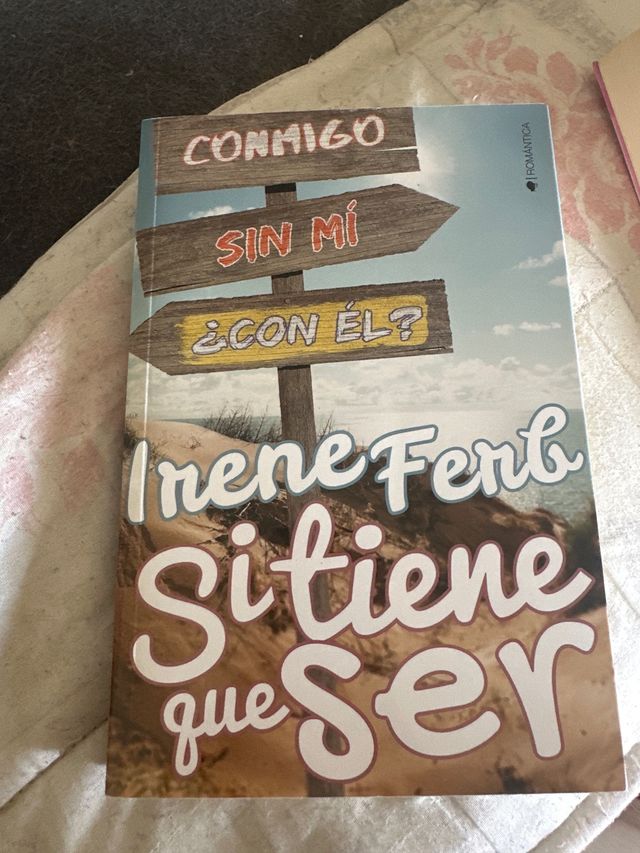 CONMIGO
ROMÁNTICA
SIN MÍ
¿CON ÉL?
Irene Ferb
Si tiene
que ser